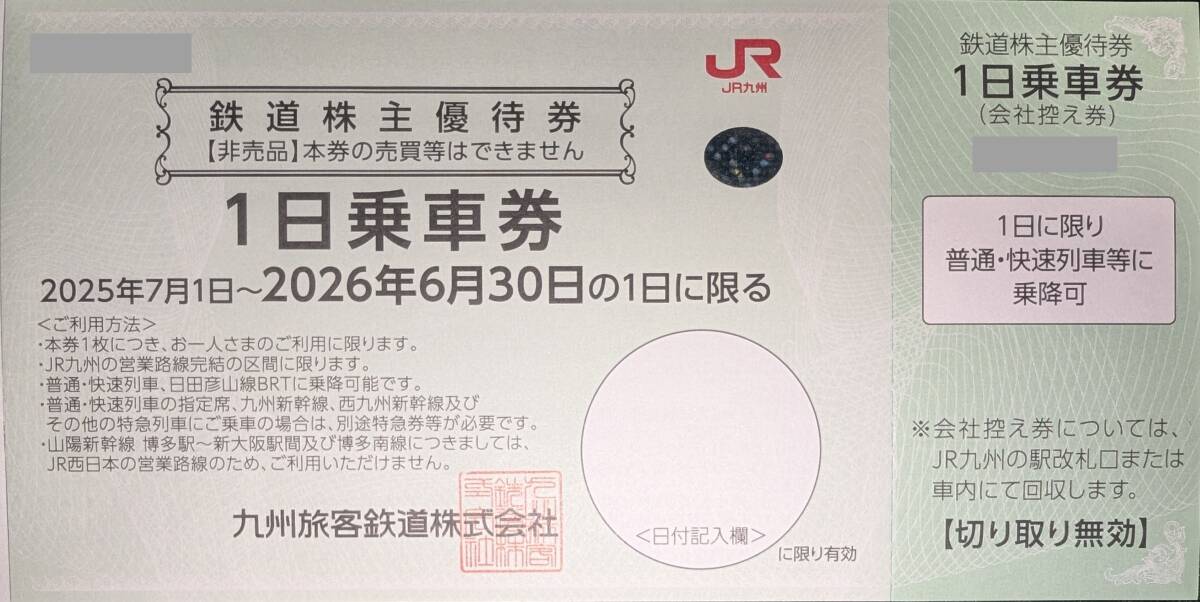 JR
JR九州
鉄道株主優待券
【非売品】本券の売買等はできません
1日乗車券
2025年7月1日～2026年6月30日の1日に限る
＜ご利用方法＞
・本券1枚につき、お一人さまのご利用に限ります。
・JR九州の営業路線完結の区間に限ります。
・普通・快速列車、日田彦山線BRTに乗降可能です。
・普通・快速列車の指定席、九州新幹線、西九州新幹線及び
その他の特急列車にご乗車の場合は、別途特急券等が必要です。
・山陽新幹線 博多駅～新大阪駅間及び博多南線につきましては、
JR西日本の営業路線のため、ご利用いただけません。
九州旅客鉄道株式会社
＜日付記入欄＞
に限り有効
鉄道株主優待券
1日乗車券
(会社控え券)
1日に限り
普通・快速列車等に
乗降可
※会社控え券については、
JR九州の駅改札口または
車内にて回収します。
【切り取り無効】